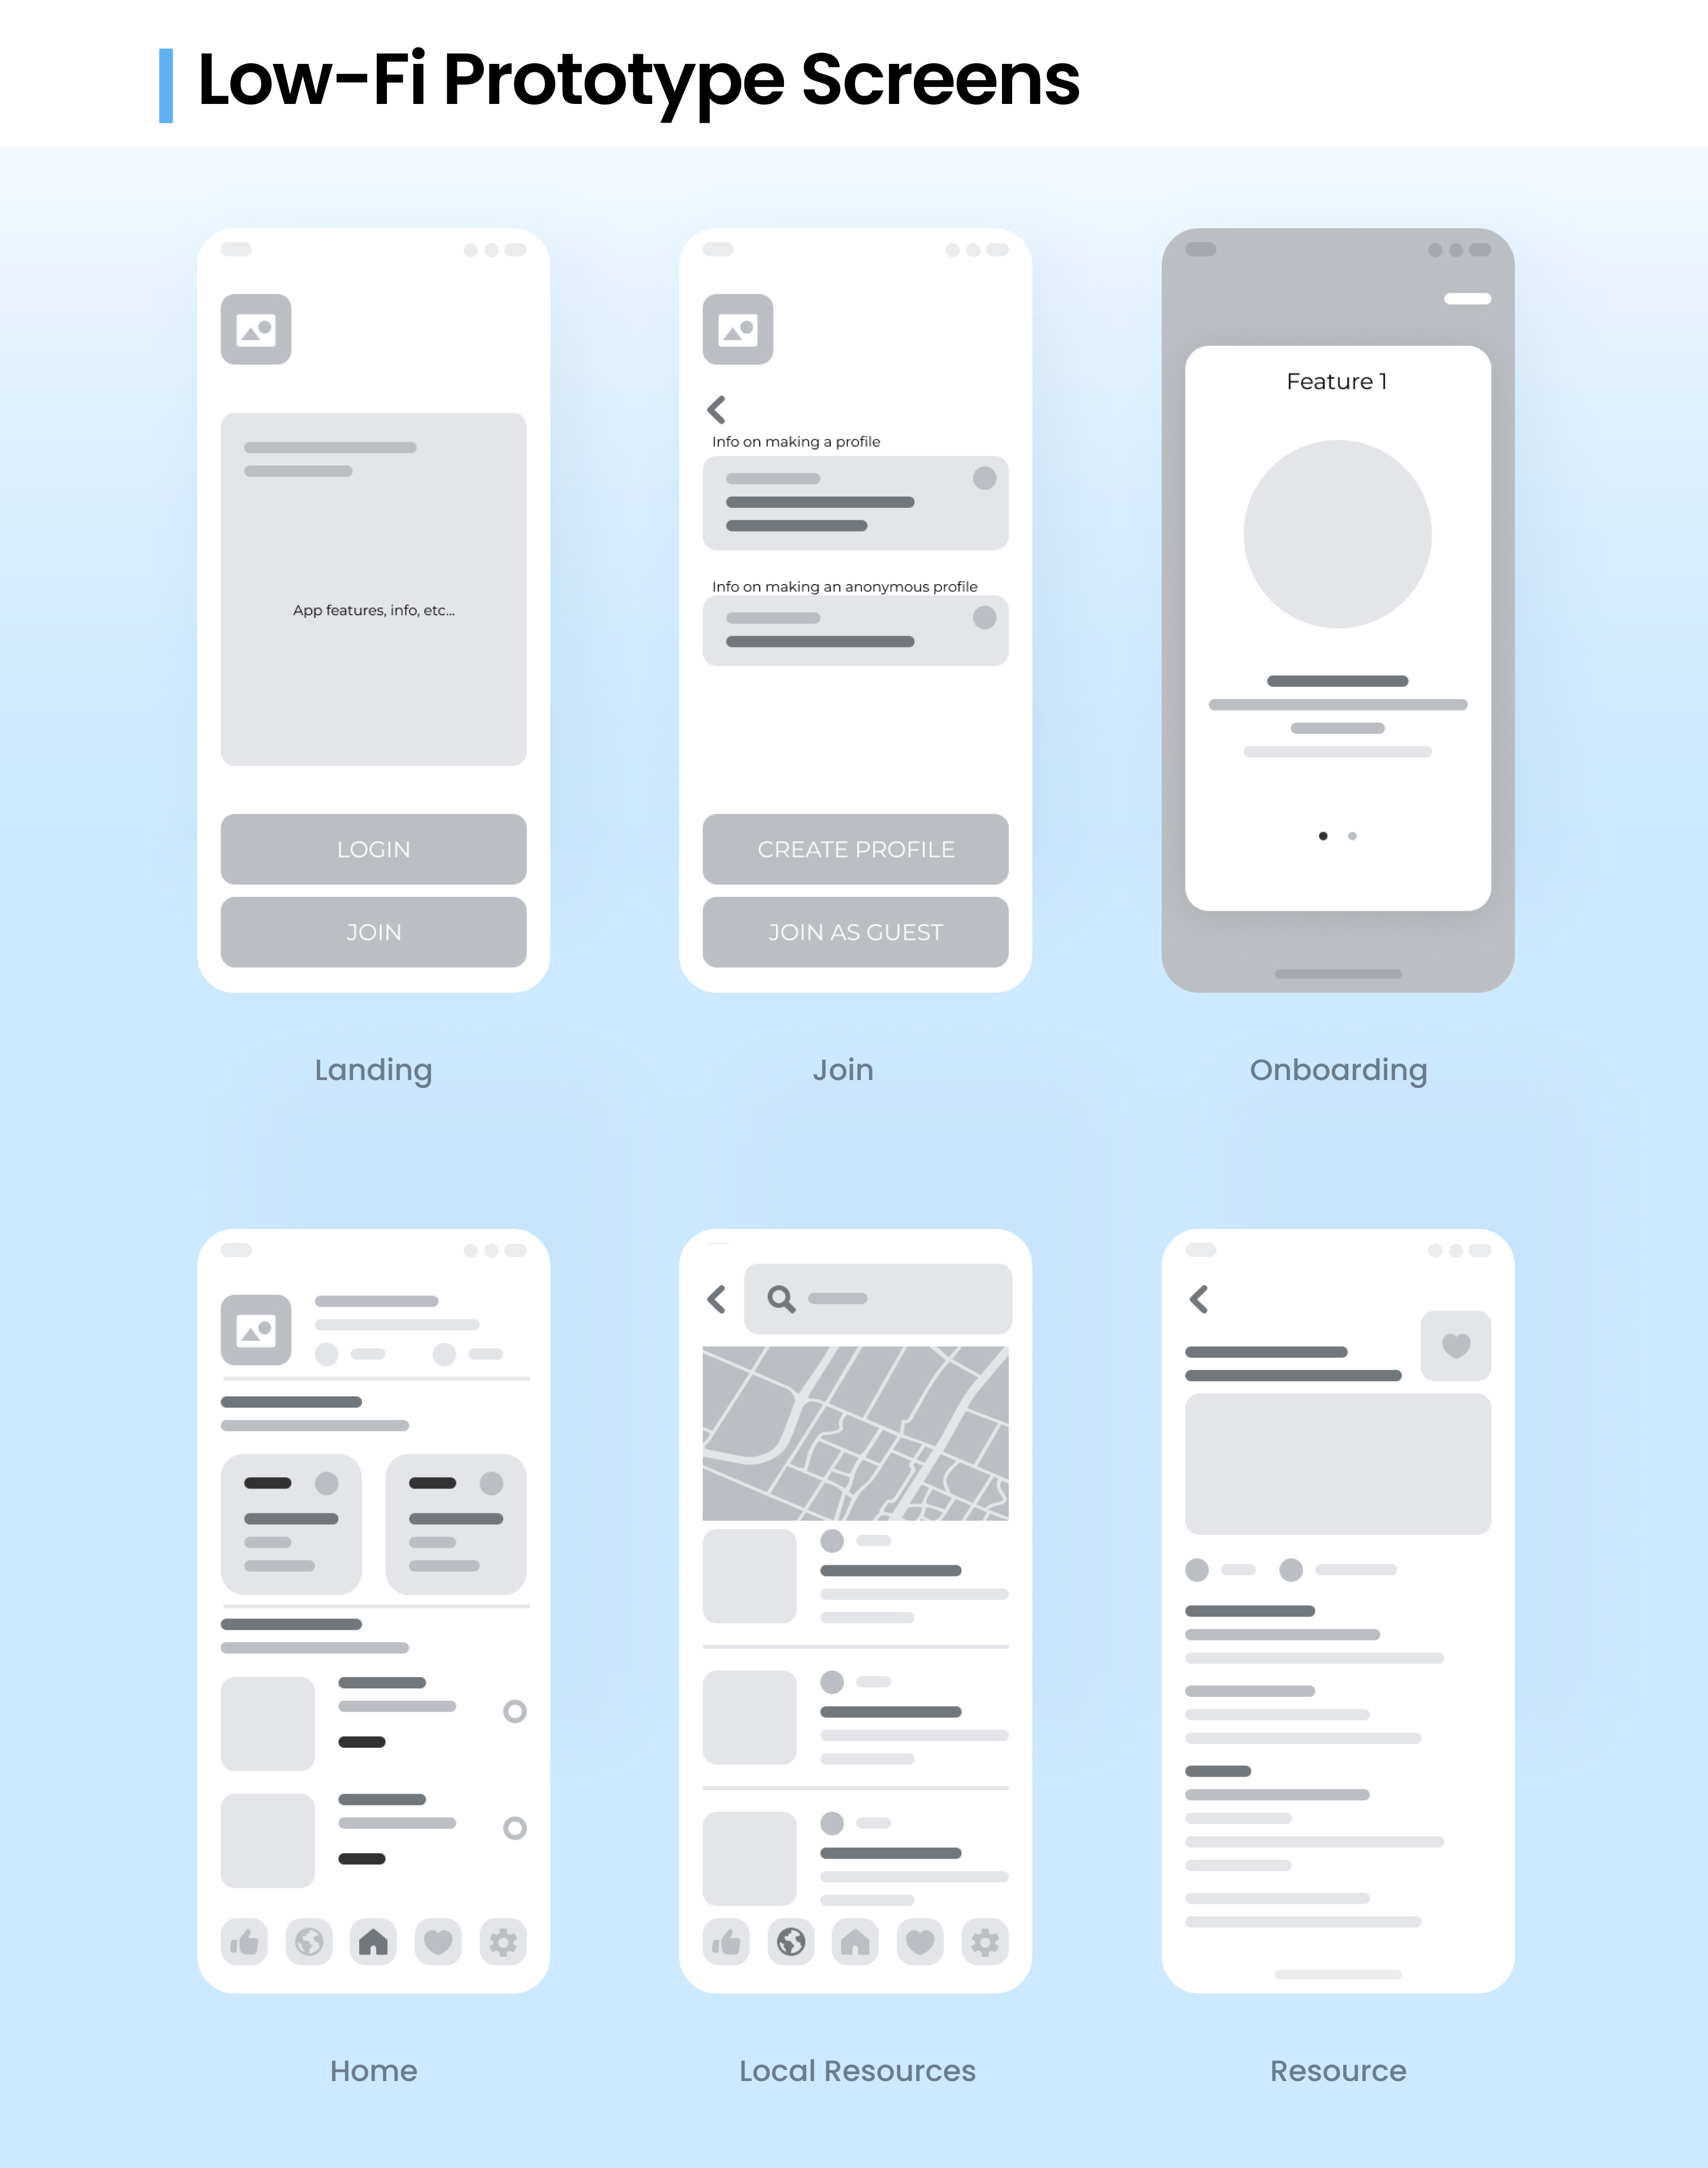 Low-Fi Prototype Screens
App features, info, etc...
LOGIN
JOIN
Landing
Info on making a profile
Info on making an anonymous profile
CREATE PROFILE
JOIN AS GUEST
Join
Feature 1
Onboarding
Home
Local Resources
Resource